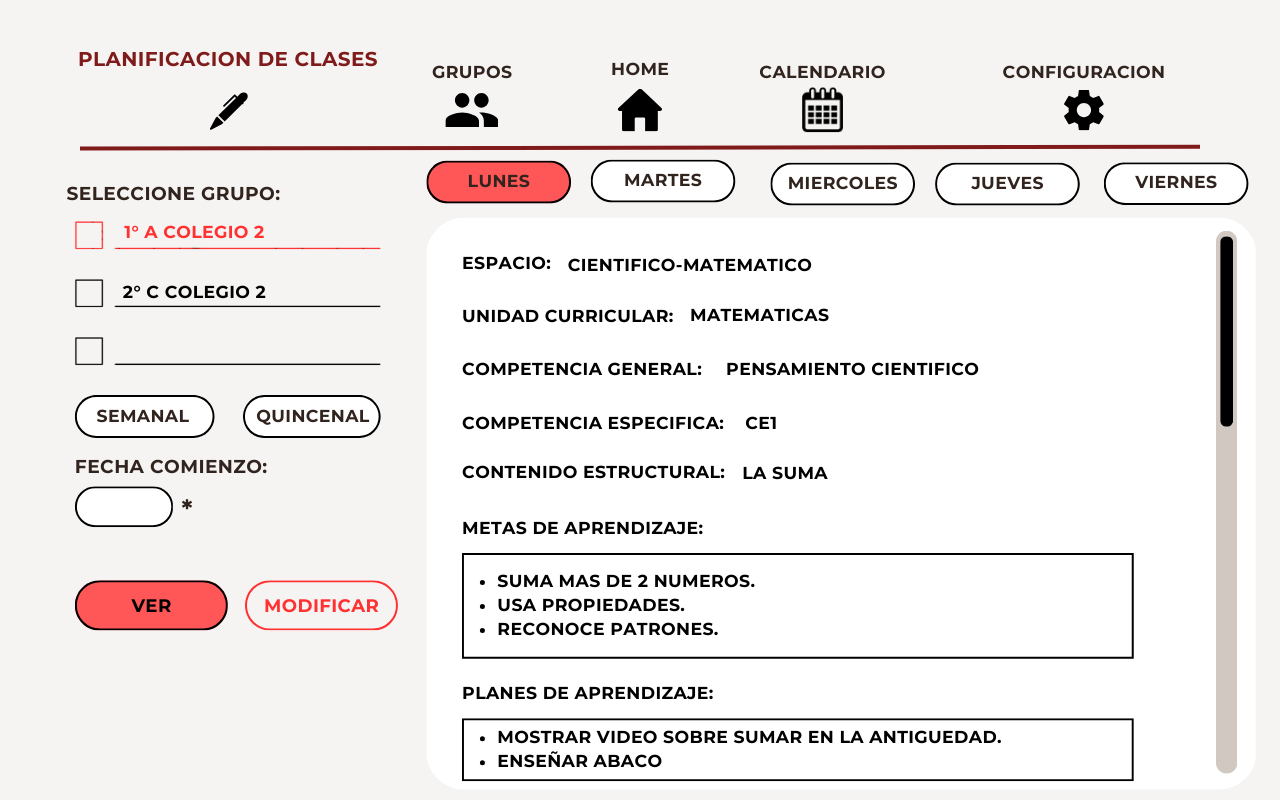 PLANIFICACION DE CLASES
GRUPOS
HOME
CALENDARIO
CONFIGURACION
LUNES
MARTES
MIERCOLES
JUEVES
VIERNES
SELECCIONE GRUPO:
1° A COLEGIO 2
2° C COLEGIO 2
SEMANAL
QUINCENAL
FECHA COMIENZO:
*
VER
MODIFICAR
ESPACIO: CIENTIFICO-MATEMATICO
UNIDAD CURRICULAR: MATEMATICAS
COMPETENCIA GENERAL: PENSAMIENTO CIENTIFICO
COMPETENCIA ESPECIFICA: CE1
CONTENIDO ESTRUCTURAL: LA SUMA
METAS DE APRENDIZAJE:
• SUMA MAS DE 2 NUMEROS.
• USA PROPIEDADES.
• RECONOCE PATRONES.
PLANES DE APRENDIZAJE:
• MOSTRAR VIDEO SOBRE SUMAR EN LA ANTIGUEDAD.
• ENSEÑAR ABACO